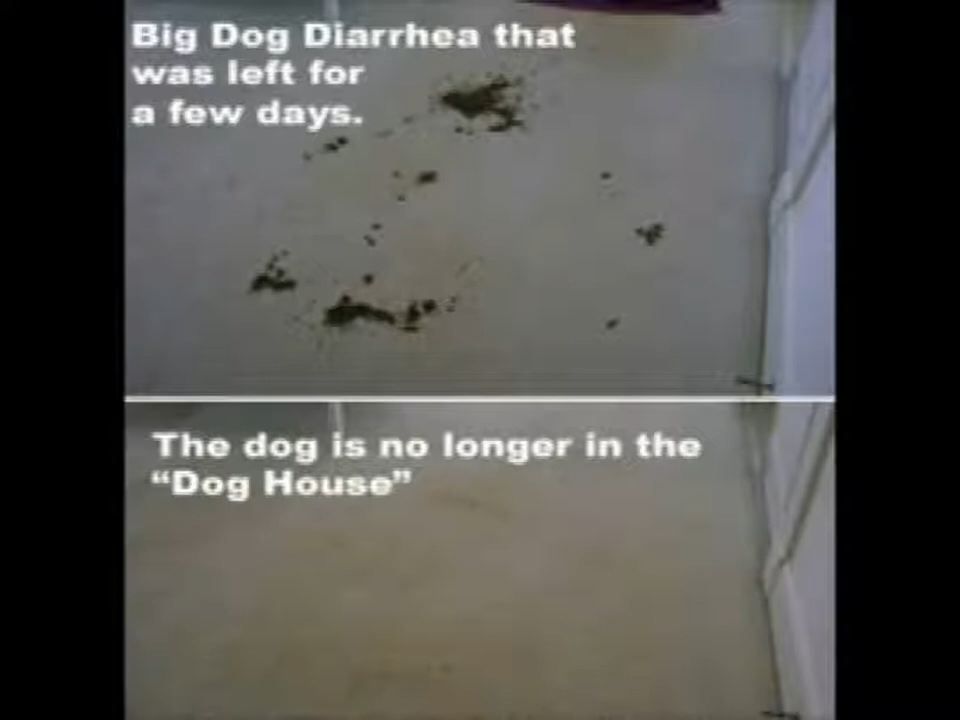 Big Dog Diarrhea that
was left for
a few days.
The dog is no longer in the
“Dog House”